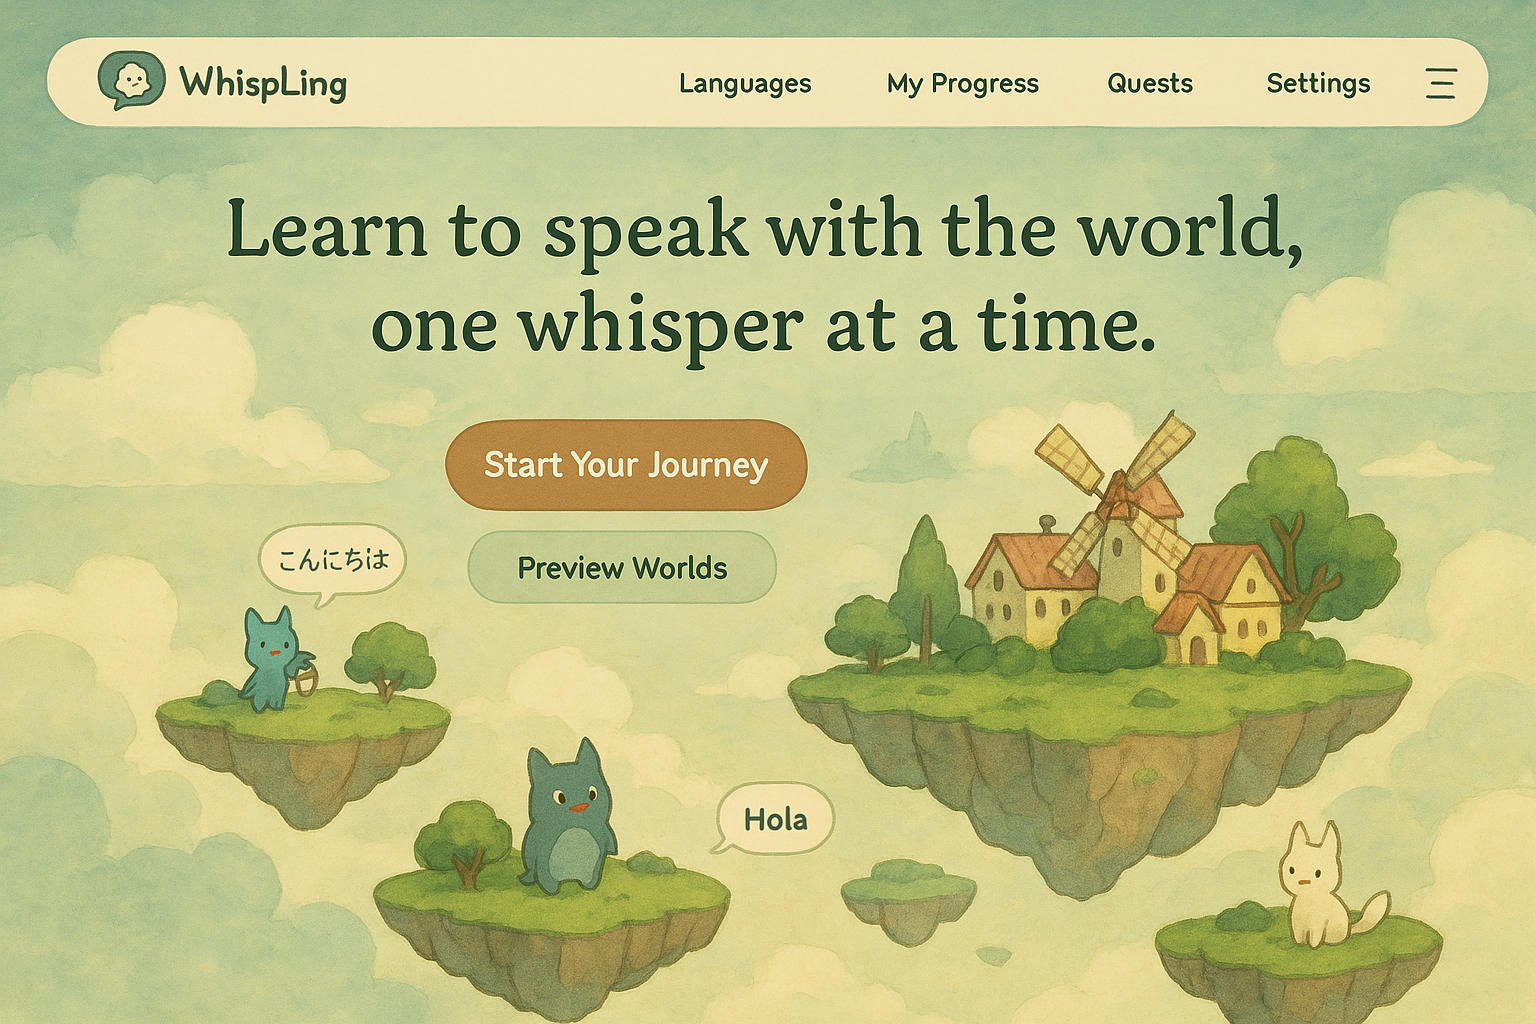 WhispLing
Languages
My Progress
Quests
Settings
Learn to speak with the world,
one whisper at a time.
Start Your Journey
Preview Worlds
こんにちは
Hola